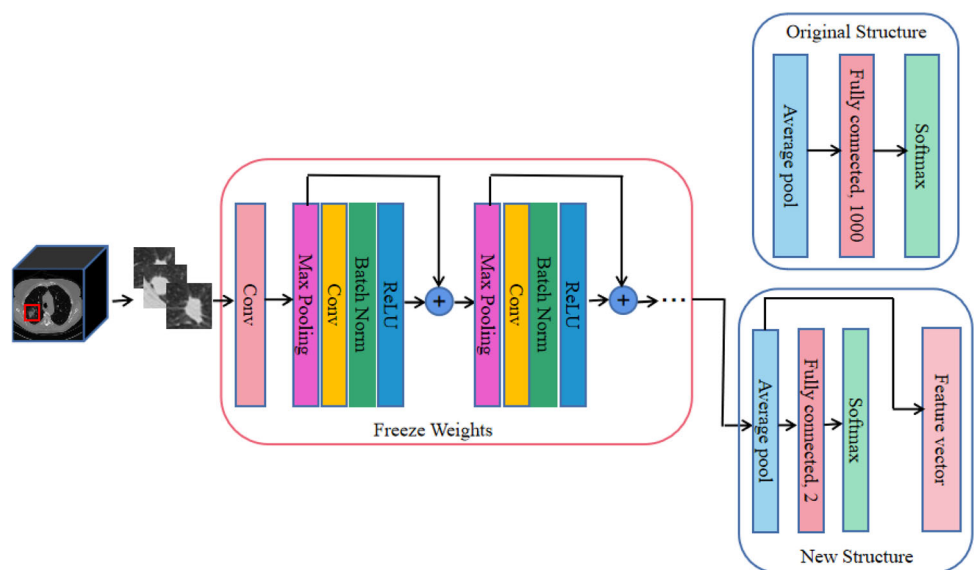 Original Structure
Average pool
Fully connected, 1000
Softmax
Conv
Max Pooling
Conv
Batch Norm
ReLU
+
Max Pooling
Conv
Batch Norm
ReLU
+
...
Freeze Weights
Average pool
Fully connected, 2
Softmax
Feature vector
New Structure